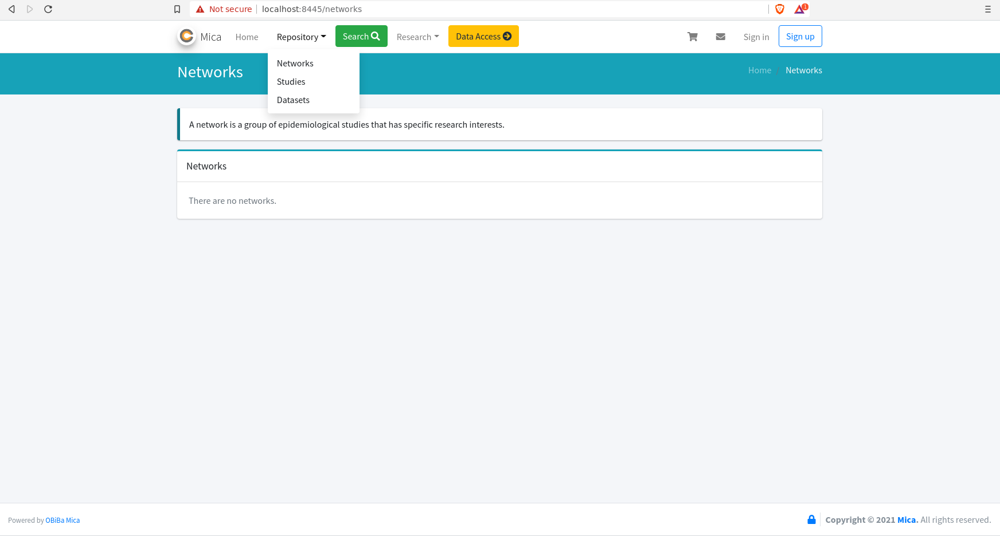 Not secure localhost:8445/networks 1
Mica Home Repository Search Research Data Access Sign in Sign up
Networks
Studies
Datasets
Networks Home / Networks
A network is a group of epidemiological studies that has specific research interests.
Networks
There are no networks.
Powered by OBiBa Mica Copyright © 2021 Mica. All rights reserved.